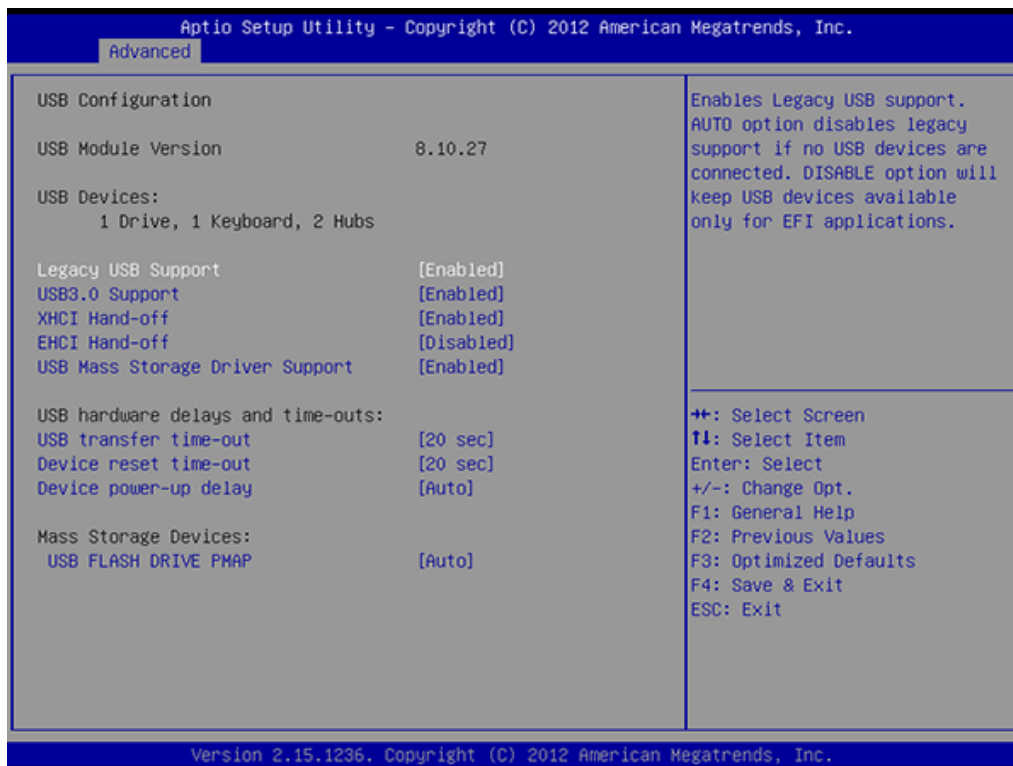 Aptio Setup Utility – Copyright (C) 2012 American Megatrends, Inc.
Advanced
USB Configuration
USB Module Version 8.10.27
USB Devices:
1 Drive, 1 Keyboard, 2 Hubs
Legacy USB Support [Enabled]
USB3.0 Support [Enabled]
XHCI Hand-off [Enabled]
EHCI Hand-off [Disabled]
USB Mass Storage Driver Support [Enabled]
USB hardware delays and time-outs:
USB transfer time-out [20 sec]
Device reset time-out [20 sec]
Device power-up delay [Auto]
Mass Storage Devices:
USB FLASH DRIVE PMAP [Auto]
Enables Legacy USB support.
AUTO option disables legacy
support if no USB devices are
connected. DISABLE option will
keep USB devices available
only for EFI applications.
→←: Select Screen
↑↓: Select Item
Enter: Select
+/-: Change Opt.
F1: General Help
F2: Previous Values
F3: Optimized Defaults
F4: Save & Exit
ESC: Exit
Version 2.15.1236. Copyright (C) 2012 American Megatrends, Inc.